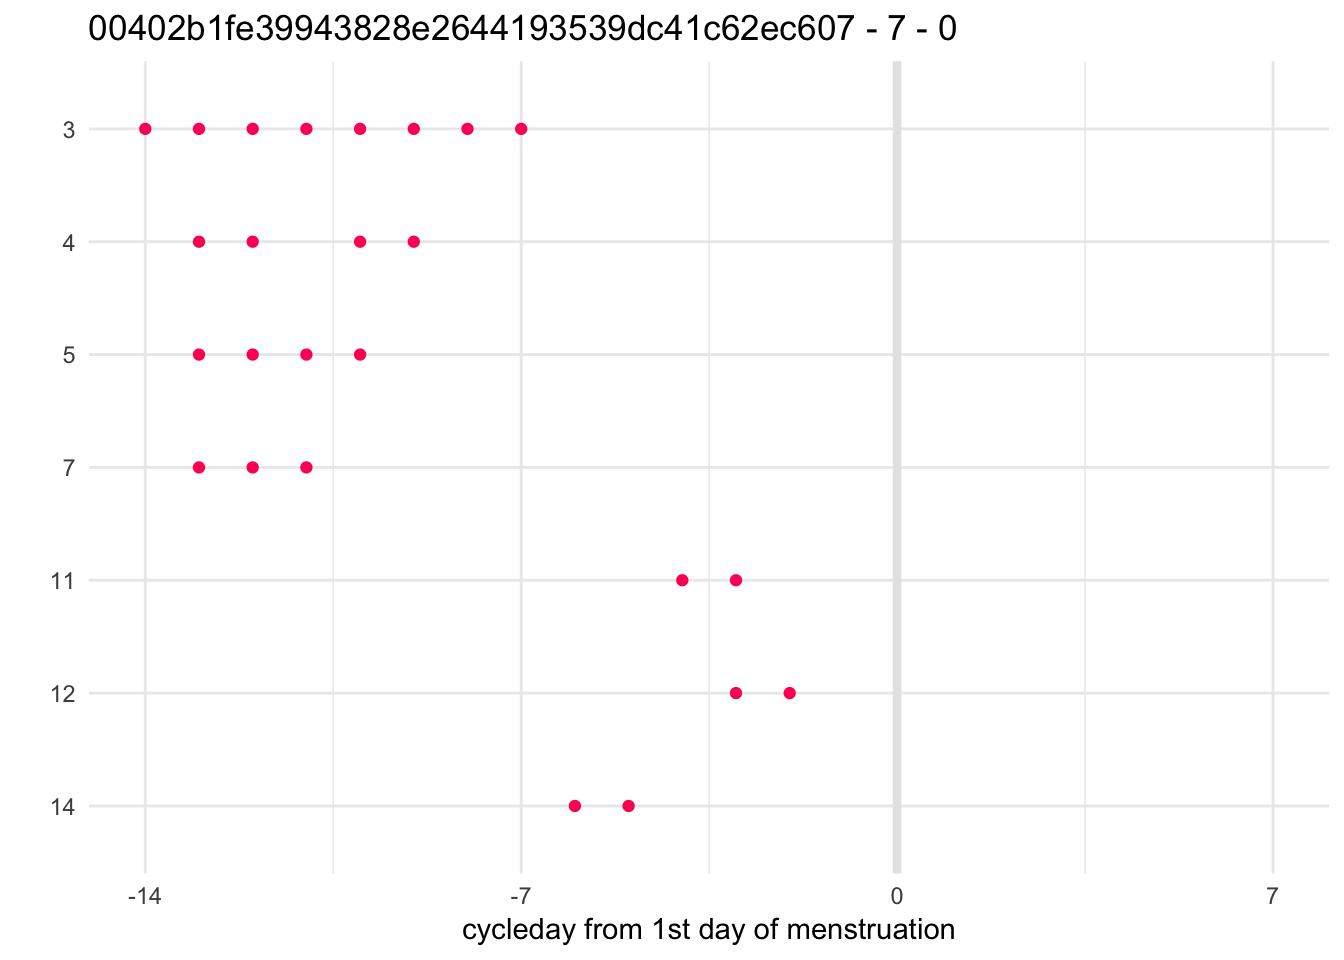 00402b1fe39943828e2644193539dc41c62ec607 - 7 - 0
3
4
5
7
11
12
14
-14 -7 0 7
cycleday from 1st day of menstruation